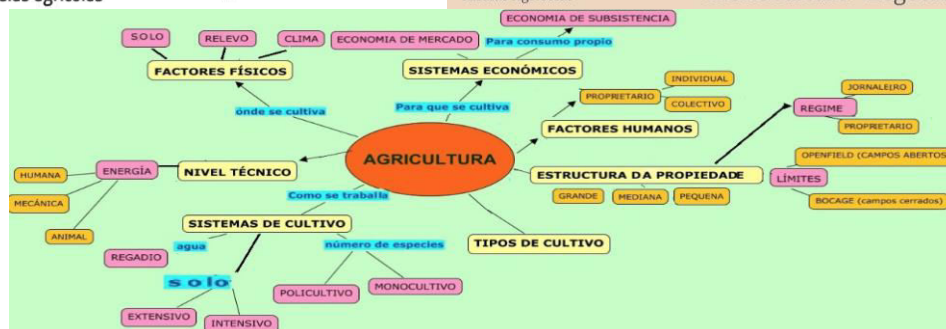 agrícolas
SOLO
RELEVO
CLIMA
FACTORES FÍSICOS
ónde se cultiva
ECONOMIA DE SUBSISTENCIA
ECONOMIA DE MERCADO
Para consumo propio
SISTEMAS ECONÓMICOS
Para que se cultiva
INDIVIDUAL
PROPRIETARIO
COLECTIVO
FACTORES HUMANOS
JORNALEIRO
REGIME
PROPRIETARIO
AGRICULTURA
ESTRUTURA DA PROPIEDADE
GRANDE
MEDIANA
PEQUENA
OPENFIELD (CAMPOS ABERTOS
LÍMITES
BOCAGE (campos cerrados)
HUMANA
ENERGÍA
NIVEL TÉCNICO
MECÁNICA
ANIMAL
Como se traballa
SISTEMAS DE CULTIVO
agua
REGADIO
número de especies
TIPOS DE CULTIVO
solo
POLICULTIVO
MONOCULTIVO
EXTENSIVO
INTENSIVO